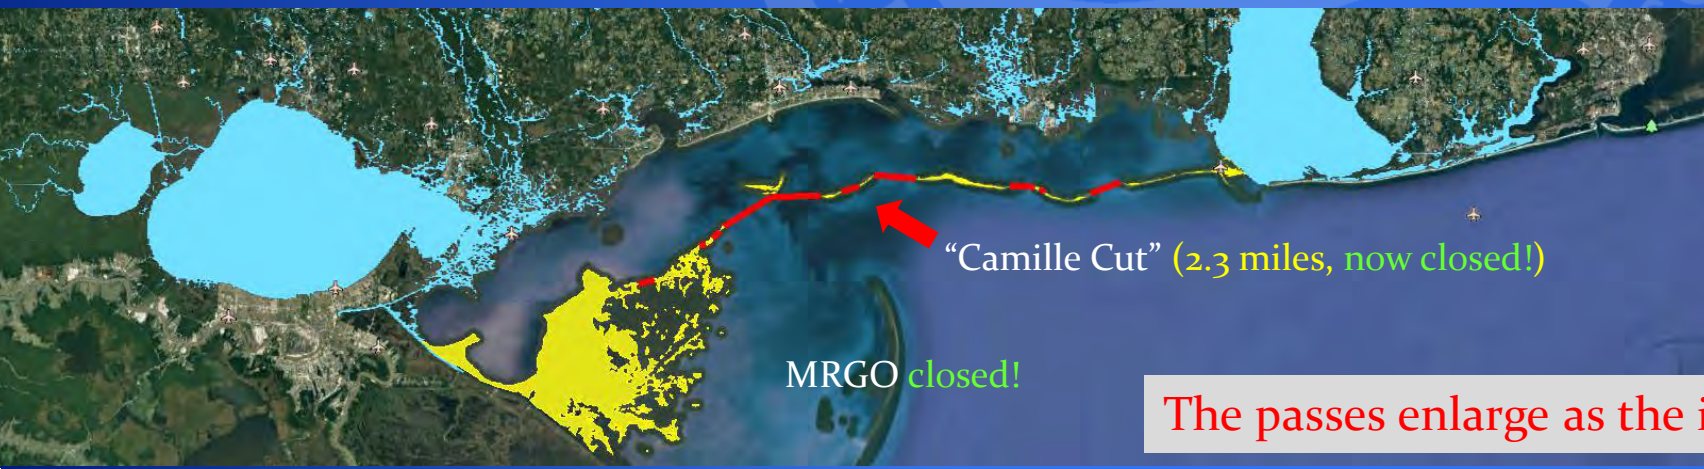 “Camille Cut” (2.3 miles, now closed!)
MRGO closed!
The passes enlarge as the i